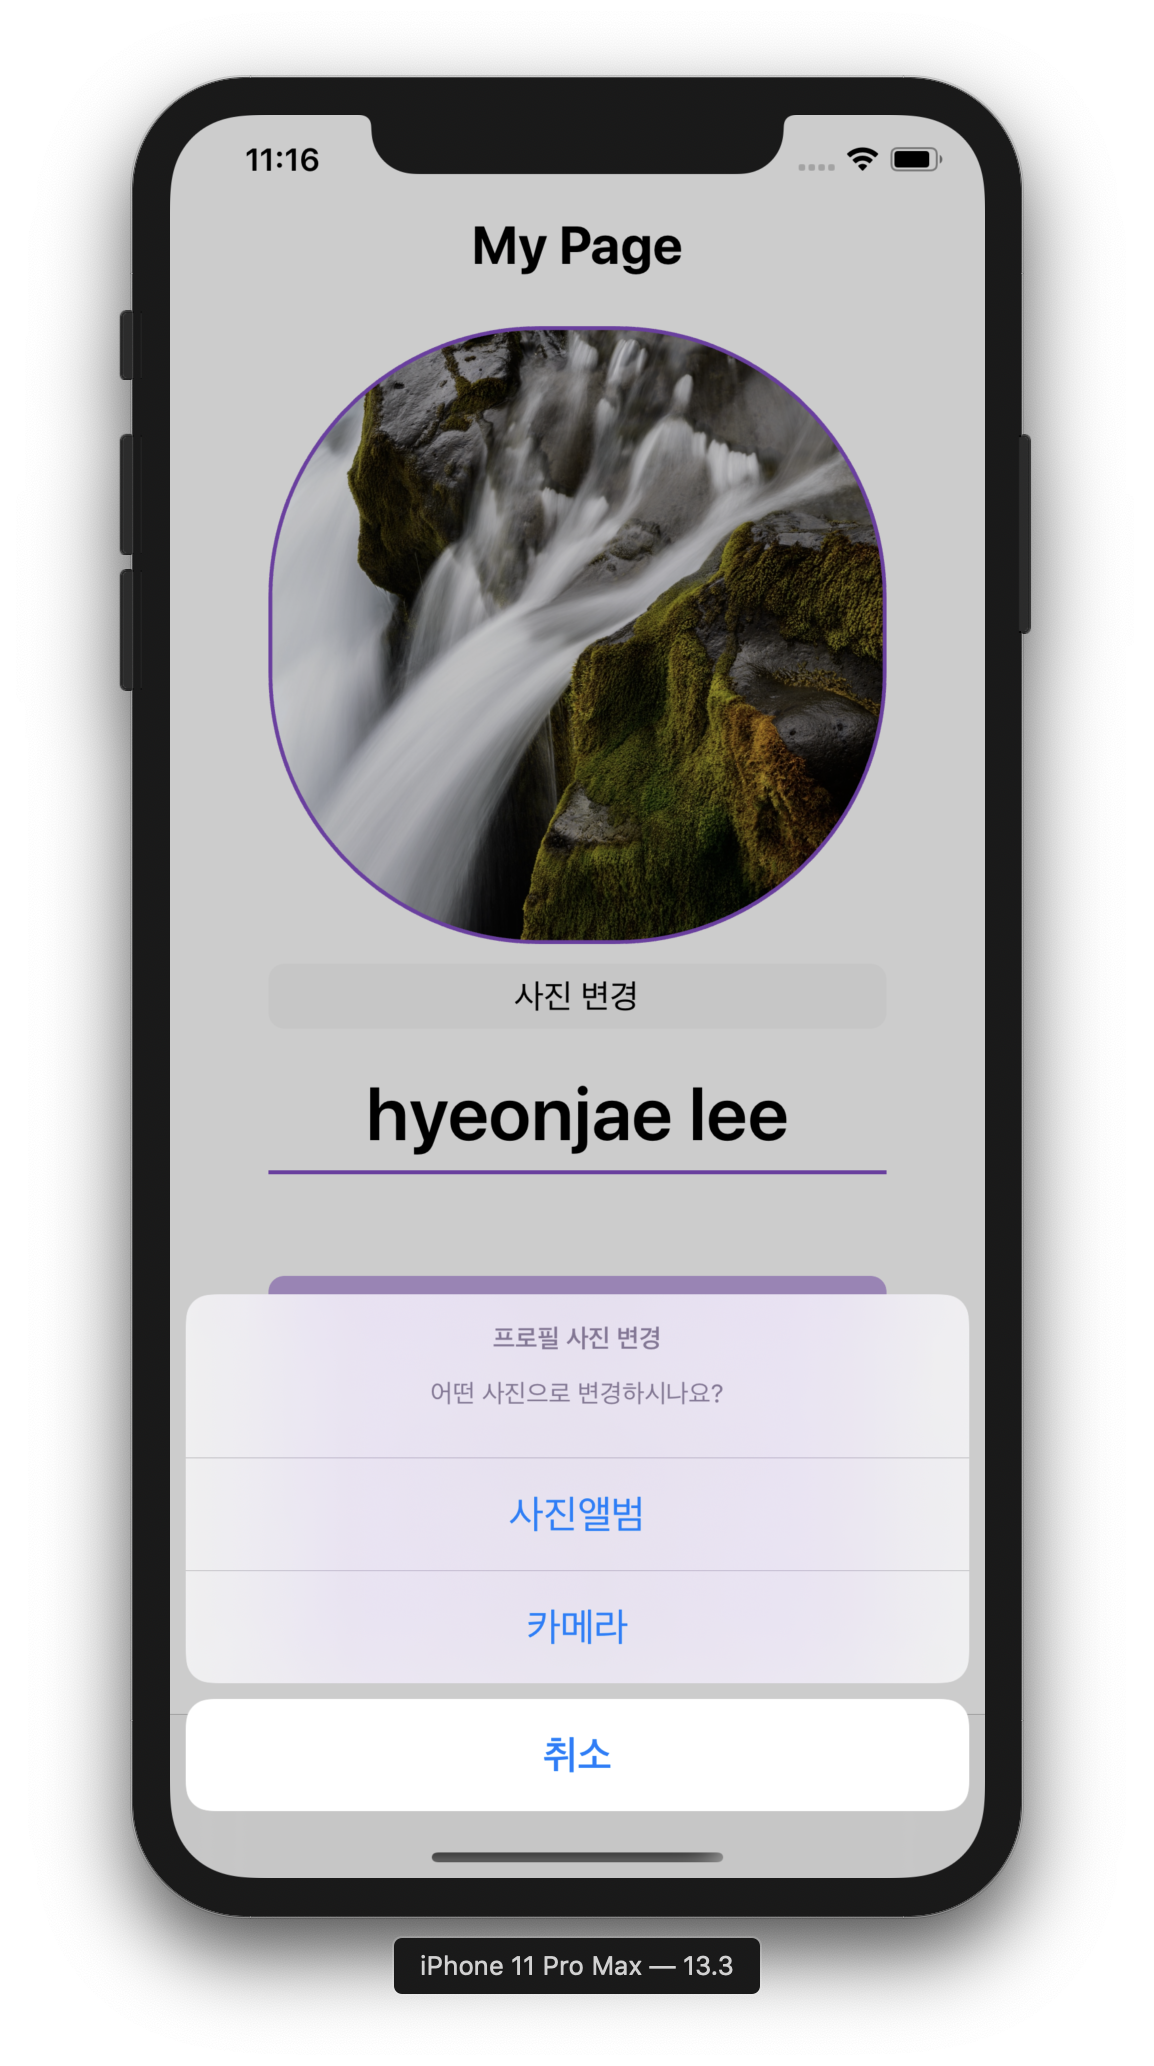 11:16
My Page
사진 변경
hyeonjae lee
프로필 사진 변경
어떤 사진으로 변경하시나요?
사진앨범
카메라
취소
iPhone 11 Pro Max — 13.3